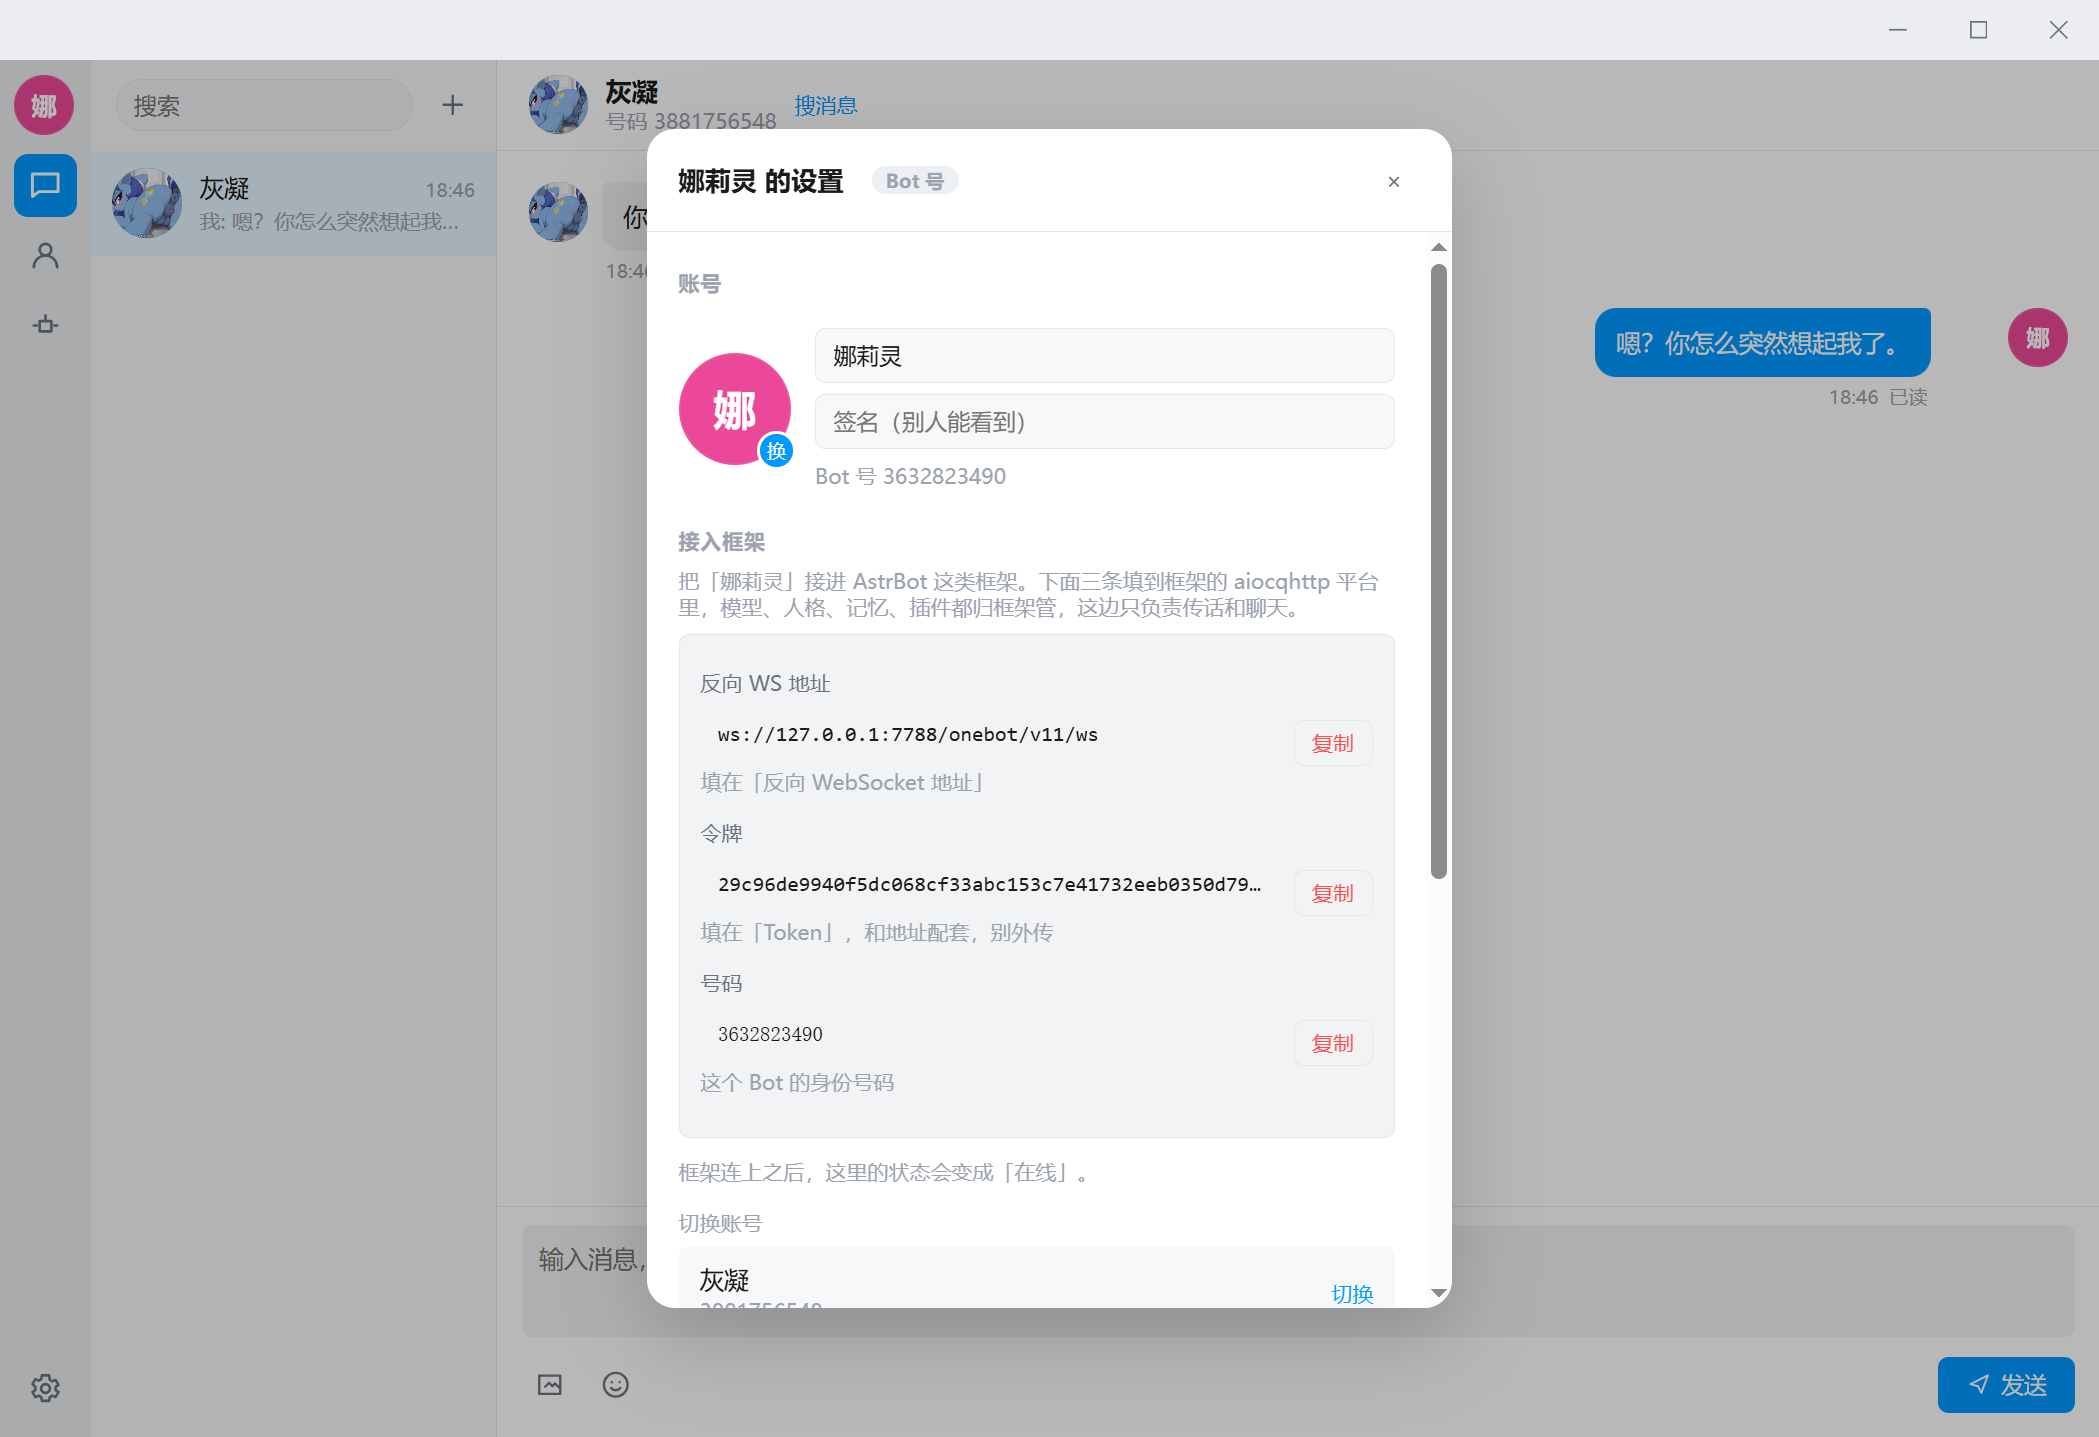 娜
搜索
灰凝
18:46
我: 嗯？你怎么突然想起我...
灰凝
号码 3881756548
搜消息
你
18:46
嗯？你怎么突然想起我了。
娜
18:46 已读
娜莉灵 的设置
Bot 号
×
账号
娜
换
娜莉灵
签名（别人能看到）
Bot 号 3632823490
接入框架
把「娜莉灵」接进 AstrBot 这类框架。下面三条填到框架的 aiocqhttp 平台
里，模型、人格、记忆、插件都归框架管，这边只负责传话和聊天。
反向 WS 地址
ws://127.0.0.1:7788/onebot/v11/ws
复制
填在「反向 WebSocket 地址」
令牌
29c96de9940f5dc068cf33abc153c7e41732eeb0350d79…
复制
填在「Token」，和地址配套，别外传
号码
3632823490
复制
这个 Bot 的身份号码
框架连上之后，这里的状态会变成「在线」。
切换账号
灰凝
3881756548
切换
输入消息，
发送